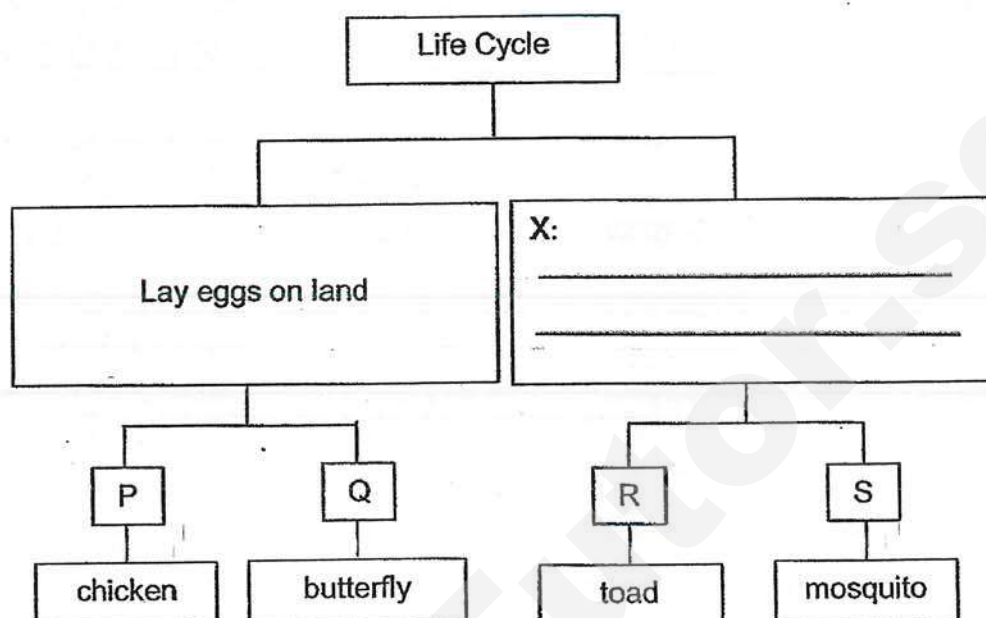 Life Cycle
Lay eggs on land
X:
P
Q
R
S
chicken
butterfly
toad
mosquito